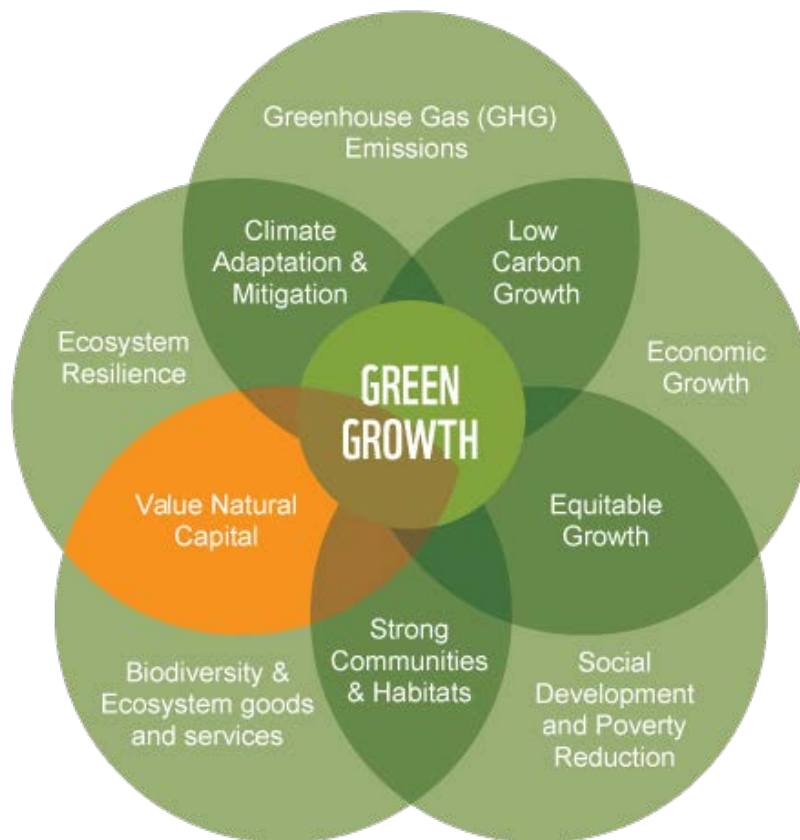 Greenhouse Gas (GHG)
Emissions
Climate
Adaptation &
Mitigation
Low
Carbon
Growth
Ecosystem
Resilience
GREEN
GROWTH
Economic
Growth
Value Natural
Capital
Equitable
Growth
Strong
Communities
& Habitats
Biodiversity &
Ecosystem goods
and services
Social
Development
and Poverty
Reduction